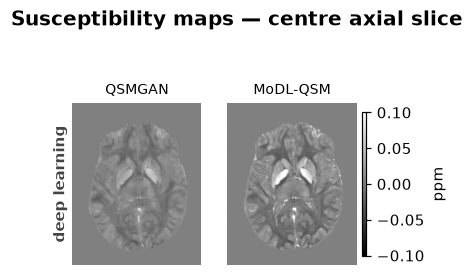 Susceptibility maps — centre axial slice
QSMGAN
MoDL-QSM
deep learning
0.10
0.05
0.00
−0.05
−0.10
ppm